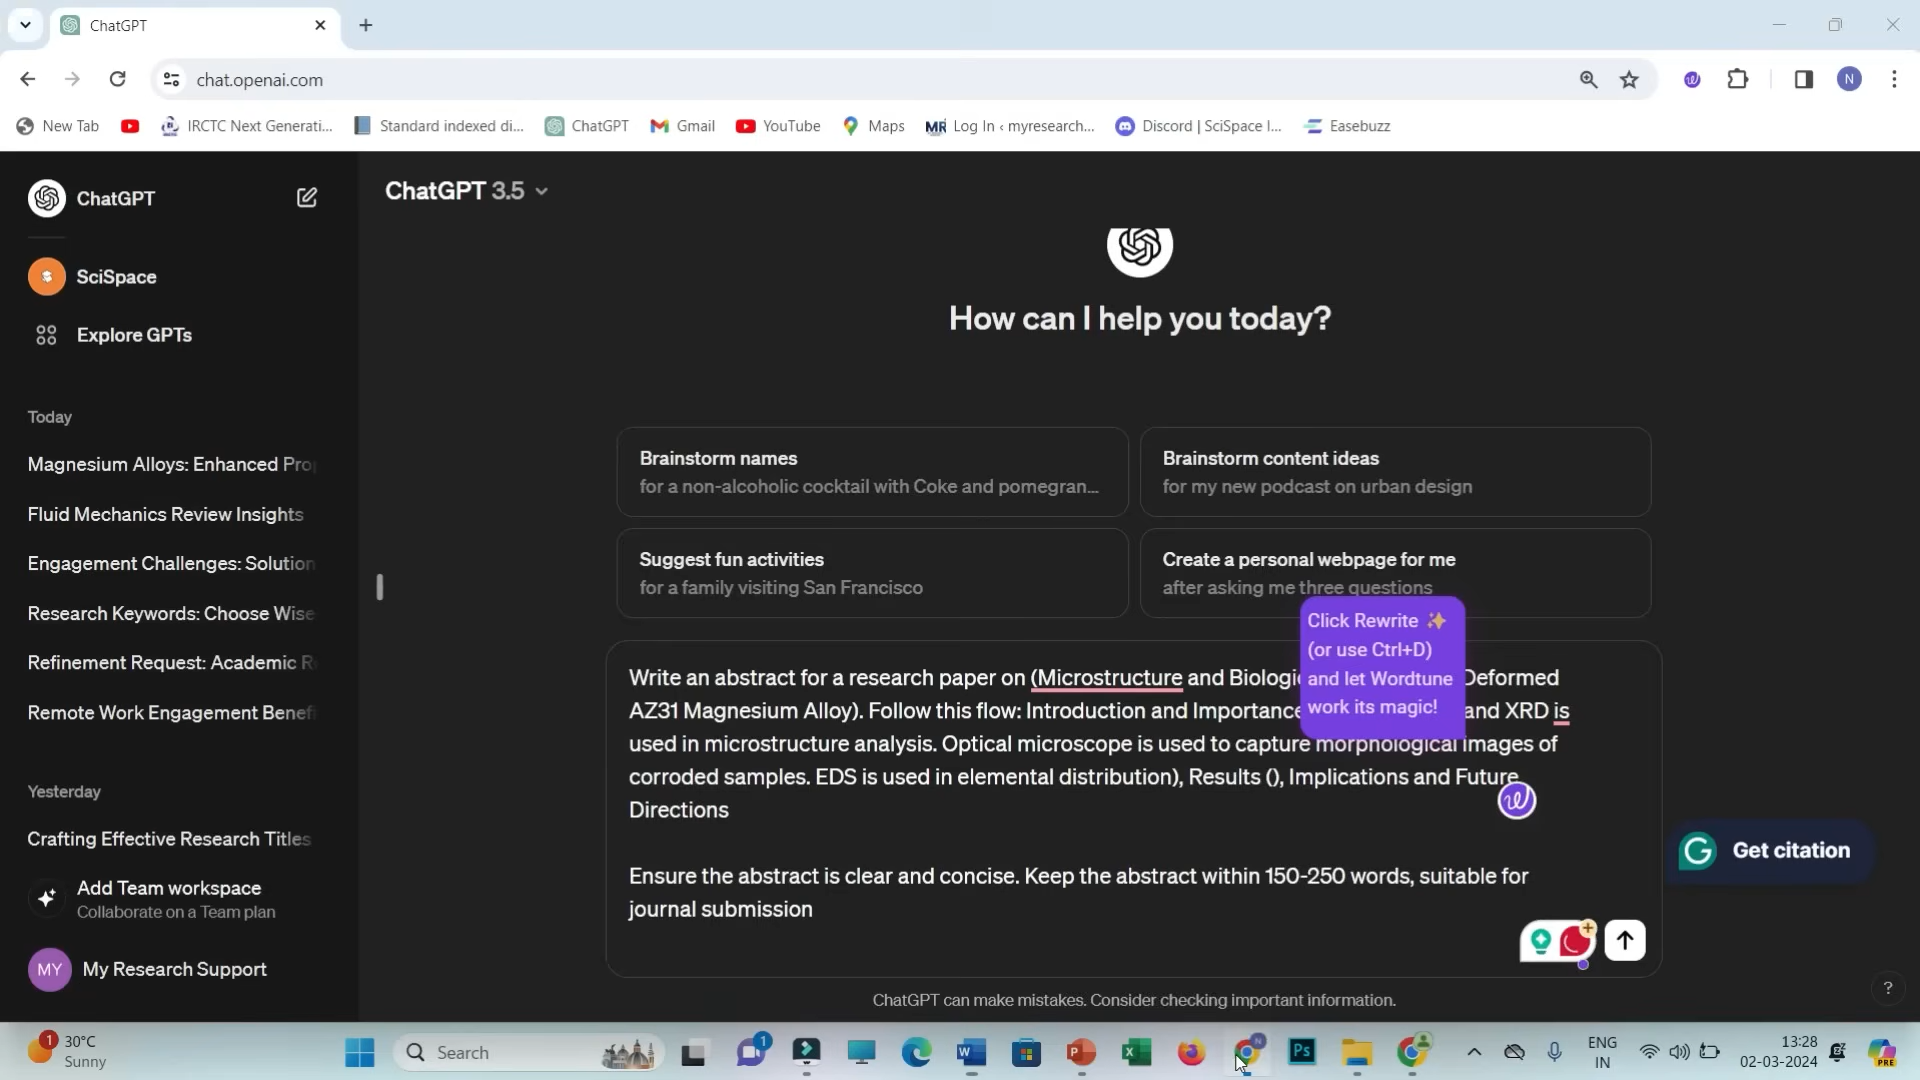 ChatGPT
chat.openai.com
N
New Tab
IRCTC Next Generati...
Standard indexed di...
ChatGPT
Gmail
YouTube
Maps
MR Log In ‹ myresearch...
Discord | SciSpace I...
Easebuzz
ChatGPT
ChatGPT 3.5
SciSpace
Explore GPTs
How can I help you today?
Today
Magnesium Alloys: Enhanced Pro
Fluid Mechanics Review Insights
Engagement Challenges: Solution
Research Keywords: Choose Wise
Refinement Request: Academic R
Remote Work Engagement Benef
Yesterday
Crafting Effective Research Titles
Add Team workspace
Collaborate on a Team plan
MY My Research Support
Brainstorm names
for a non-alcoholic cocktail with Coke and pomegran...
Brainstorm content ideas
for my new podcast on urban design
Suggest fun activities
for a family visiting San Francisco
Create a personal webpage for me
after asking me three questions
Click Rewrite ✨
(or use Ctrl+D)
and let Wordtune
work its magic!
Write an abstract for a research paper on (Microstructure and Biologi Deformed
AZ31 Magnesium Alloy). Follow this flow: Introduction and Importance and XRD is
used in microstructure analysis. Optical microscope is used to capture morphological images of
corroded samples. EDS is used in elemental distribution), Results (), Implications and Future
Directions
Ensure the abstract is clear and concise. Keep the abstract within 150-250 words, suitable for
journal submission
Get citation
ChatGPT can make mistakes. Consider checking important information.
?
1
30°C
Sunny
Search
1
W
P
X
N
Ps
ENG
IN
13:28
02-03-2024
PRE